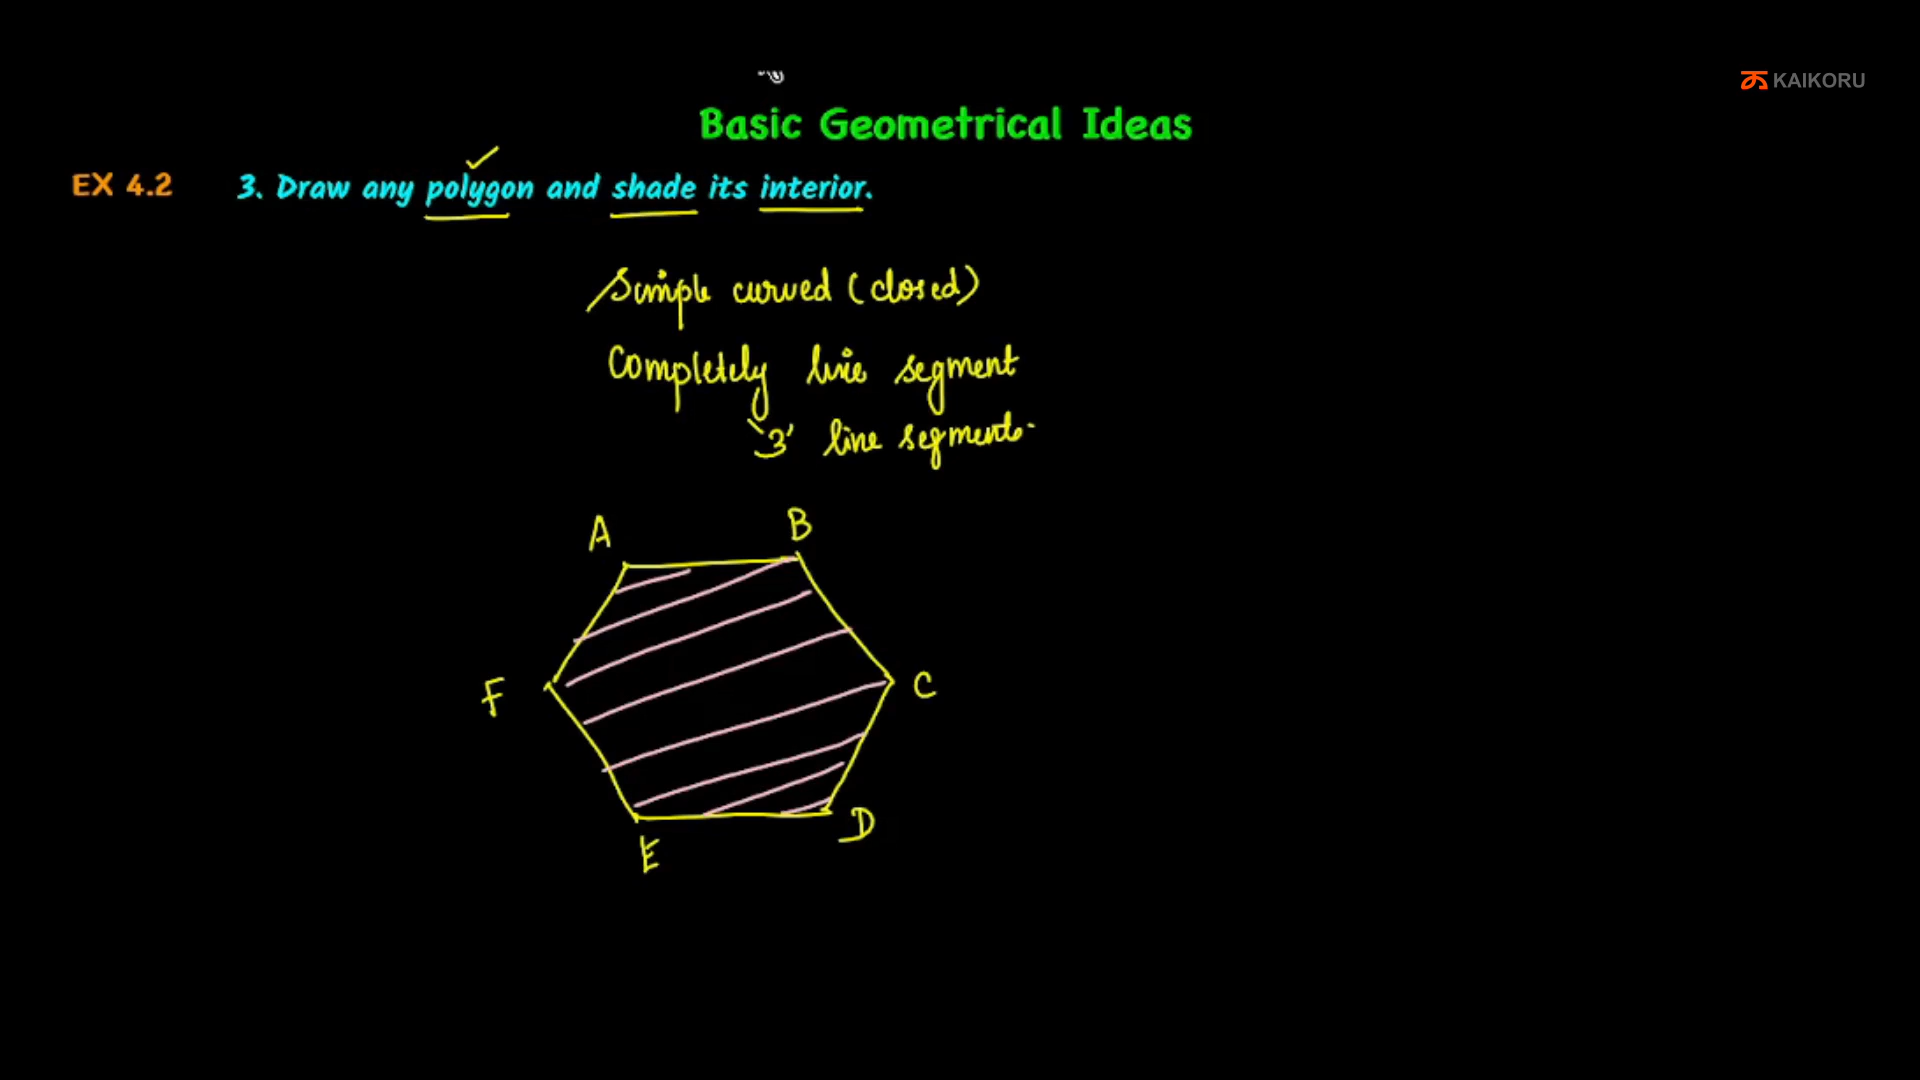 KAIKORU
Basic Geometrical Ideas
EX 4.2 3. Draw any polygon and shade its interior.
Simple curved (closed)
Completely line segment
'3' line segments.
A
B
F
C
D
E